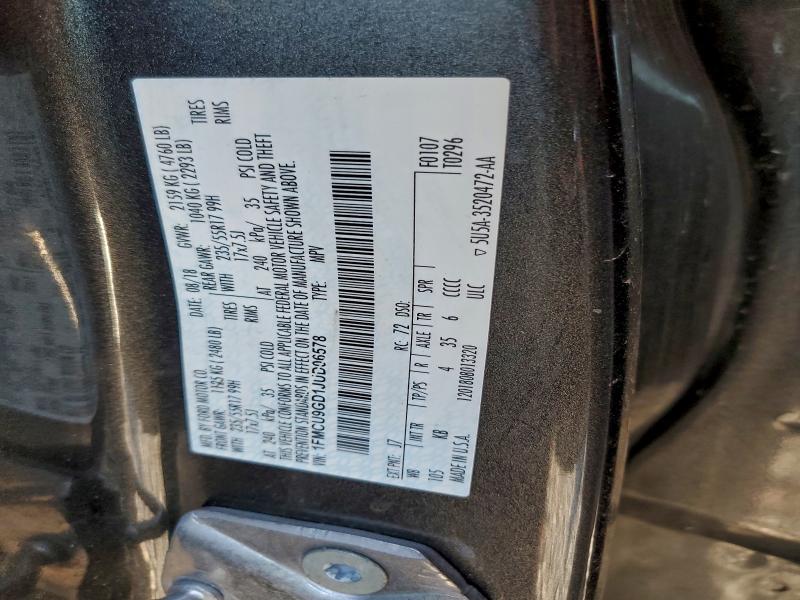 MFD. BY FORD MOTOR CO.
DATE: 08/18 GVWR: 2159 KG ( 4760 LB)
FRONT GAWR: 1125 KG ( 2480 LB) REAR GAWR: 1040 KG ( 2293 LB)
WITH 235/55R17 99H TIRES WITH 235/55R17 99H TIRES
17x7.5J RIMS 17x7.5J RIMS
AT 240 kPa/ 35 PSI COLD AT 240 kPa/ 35 PSI COLD
THIS VEHICLE CONFORMS TO ALL APPLICABLE FEDERAL MOTOR VEHICLE SAFETY AND THEFT
PREVENTION STANDARDS IN EFFECT ON THE DATE OF MANUFACTURE SHOWN ABOVE.
VIN: 1FMCU9GD1JUD06578 TYPE: MPV
F0107
T0296
EXT PNT: J7 RC: 72 DSO:
WB INT TR TP/PS R AXLE TR SPR
105 KB 4 35 6 CCCC
MADE IN U.S.A. 1201808013320 ULC
▽ 5U5A-3520472-AA